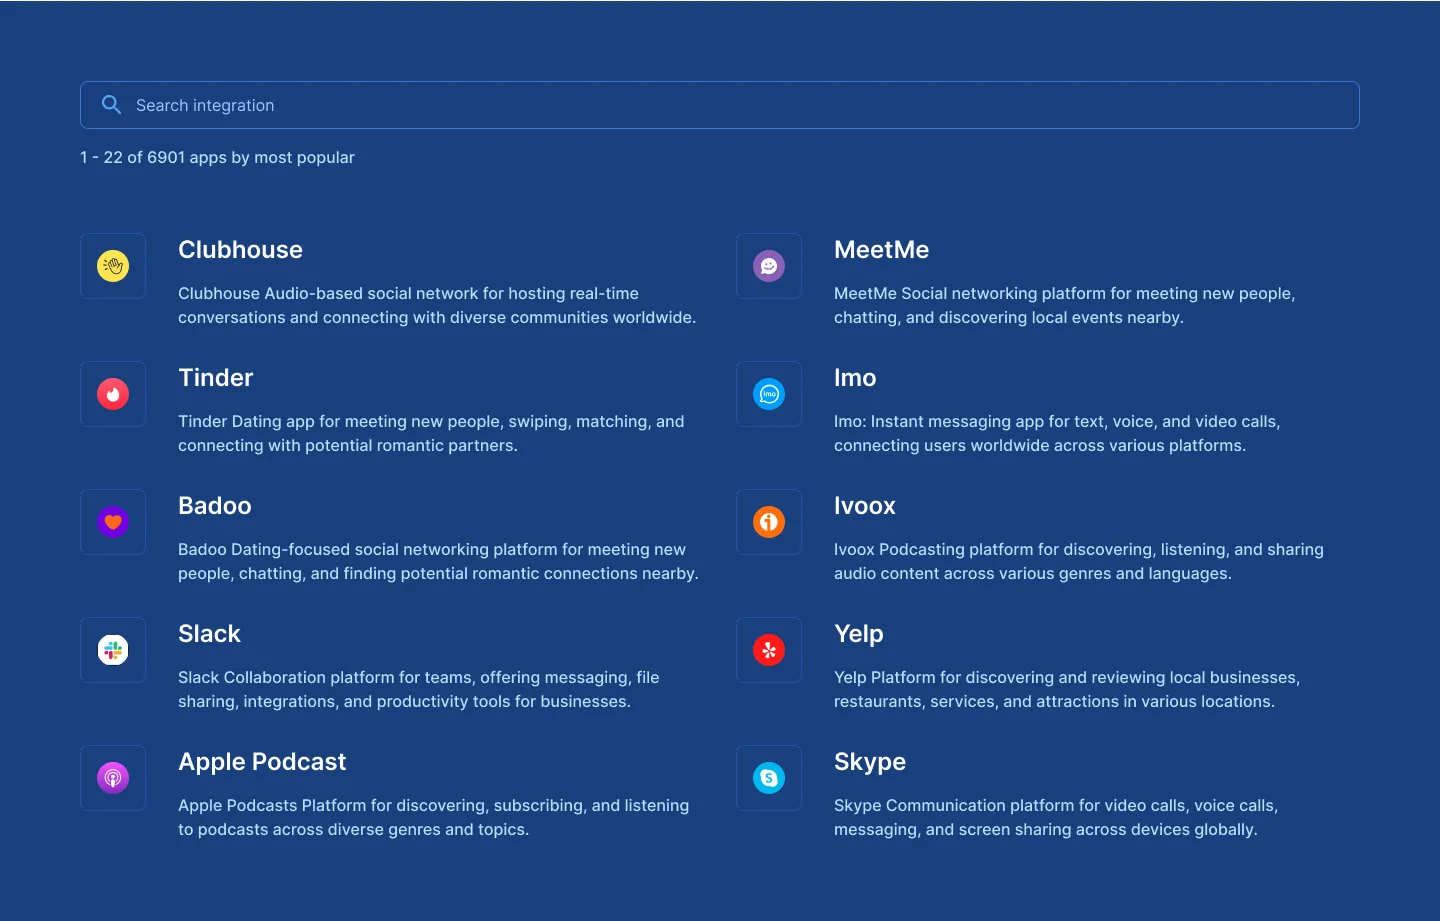 Search integration
1 - 22 of 6901 apps by most popular
Clubhouse
Clubhouse Audio-based social network for hosting real-time
conversations and connecting with diverse communities worldwide.
MeetMe
MeetMe Social networking platform for meeting new people,
chatting, and discovering local events nearby.
Tinder
Tinder Dating app for meeting new people, swiping, matching, and
connecting with potential romantic partners.
imo
Imo
Imo: Instant messaging app for text, voice, and video calls,
connecting users worldwide across various platforms.
Badoo
Badoo Dating-focused social networking platform for meeting new
people, chatting, and finding potential romantic connections nearby.
Ivoox
Ivoox Podcasting platform for discovering, listening, and sharing
audio content across various genres and languages.
Slack
Slack Collaboration platform for teams, offering messaging, file
sharing, integrations, and productivity tools for businesses.
Yelp
Yelp Platform for discovering and reviewing local businesses,
restaurants, services, and attractions in various locations.
Apple Podcast
Apple Podcasts Platform for discovering, subscribing, and listening
to podcasts across diverse genres and topics.
S
Skype
Skype Communication platform for video calls, voice calls,
messaging, and screen sharing across devices globally.